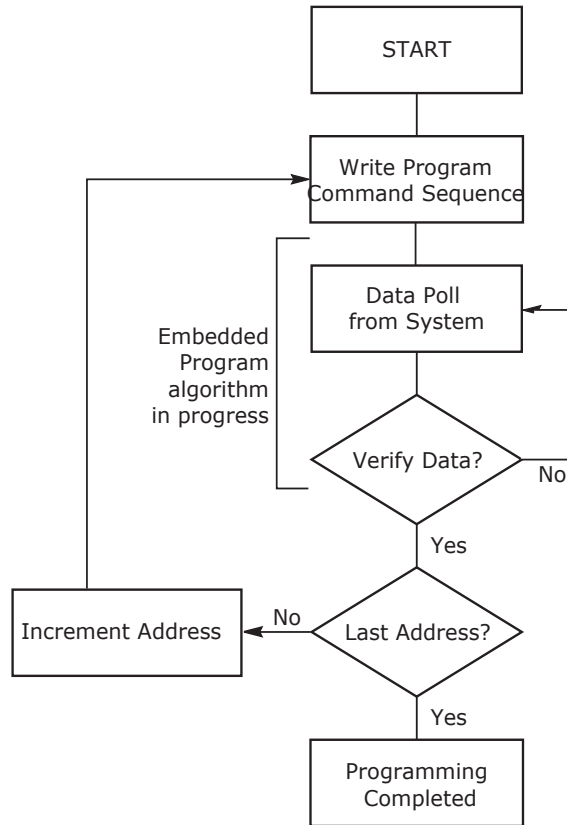 START
Write Program
Command Sequence
Data Poll
from System
Embedded
Program
algorithm
in progress
Verify Data?
No
Yes
Last Address?
No
Increment Address
Yes
Programming
Completed